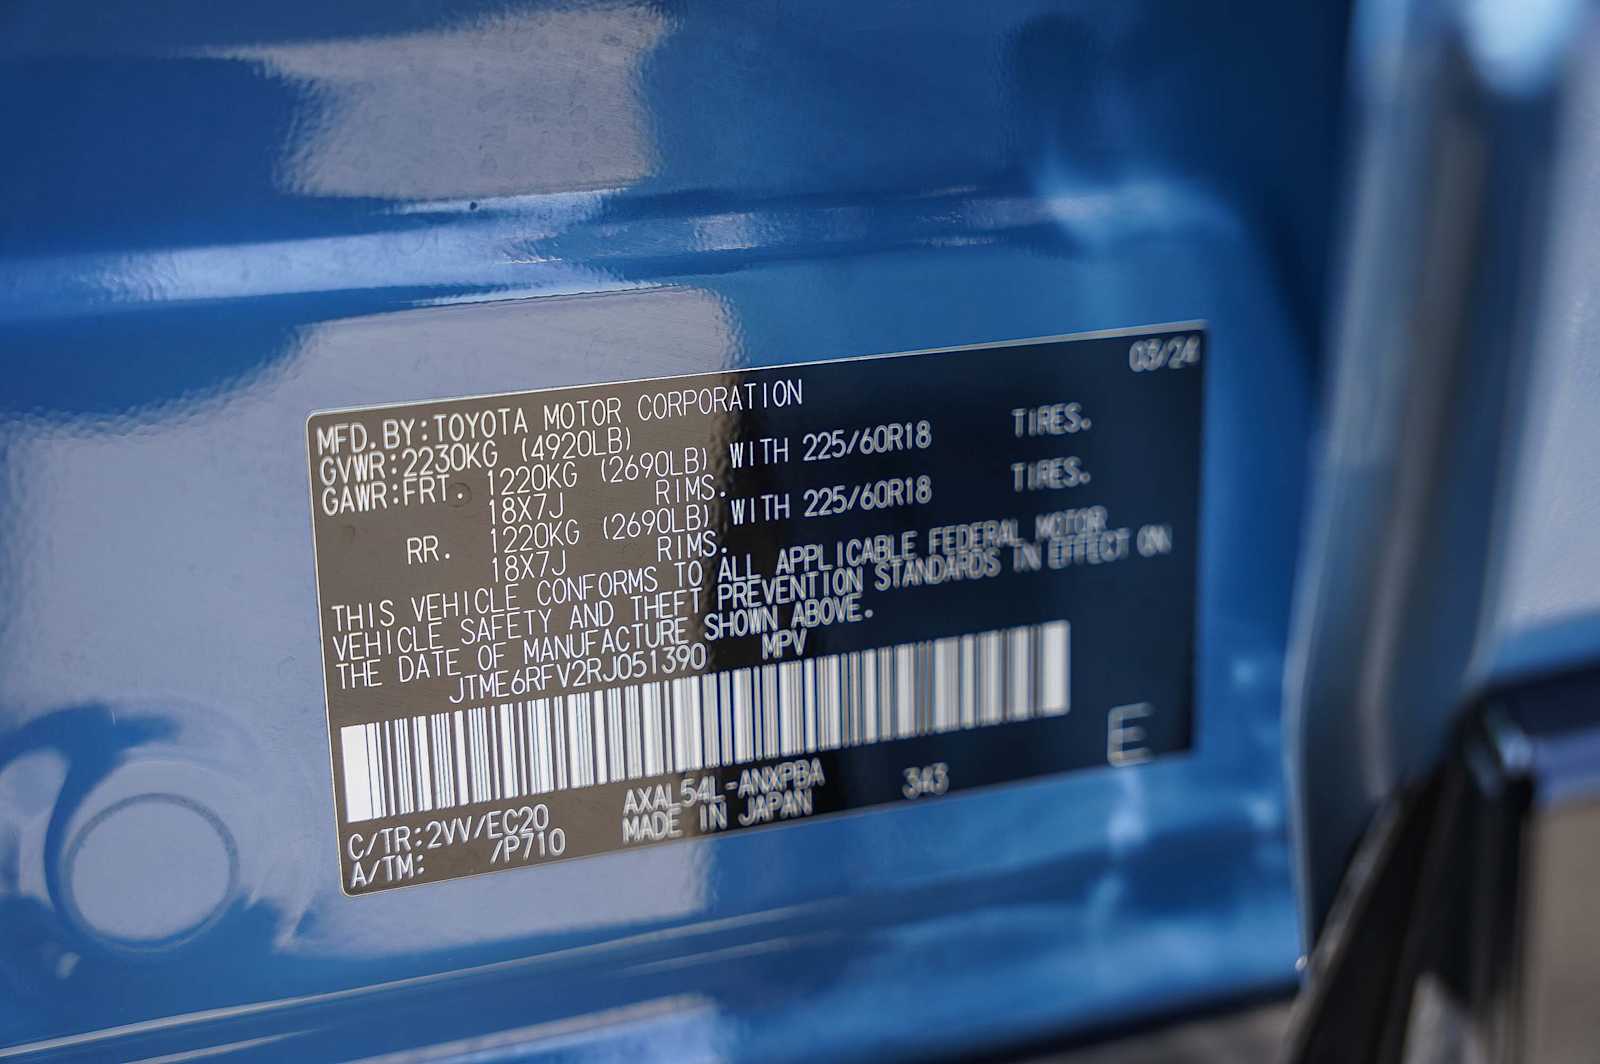 03/24
MFD.BY:TOYOTA MOTOR CORPORATION
GVWR:2230KG (4920LB)
GAWR:FRT. 1220KG (2690LB) WITH 225/60R18 TIRES.
18X7J RIMS.
RR. 1220KG (2690LB) WITH 225/60R18 TIRES.
18X7J RIMS.
THIS VEHICLE CONFORMS TO ALL APPLICABLE FEDERAL MOTOR
VEHICLE SAFETY AND THEFT PREVENTION STANDARDS IN EFFECT ON
THE DATE OF MANUFACTURE SHOWN ABOVE.
JTME6RFV2RJ051390 MPV
E
C/TR:2VV/EC20 AXAL54L-ANXPBA 343
A/TM: /P710 MADE IN JAPAN